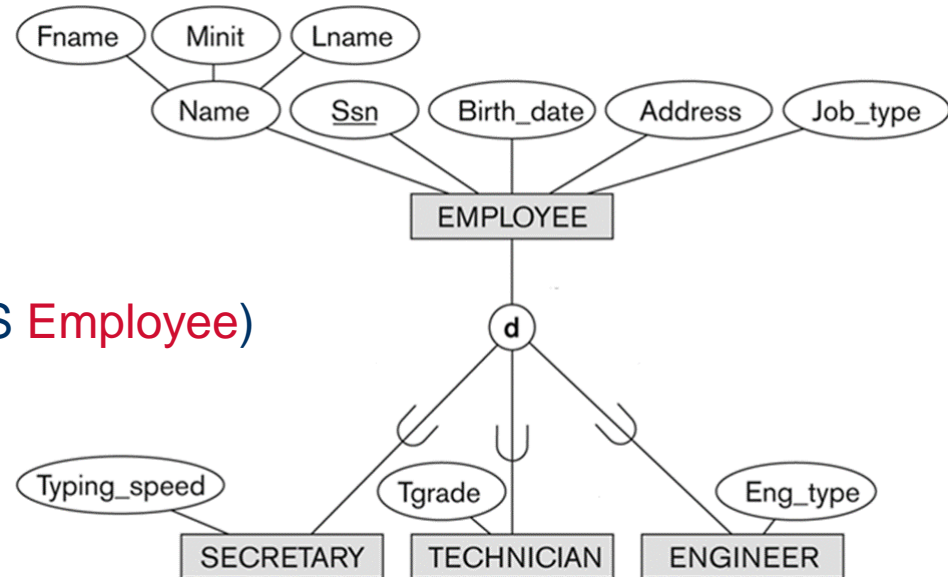 Fname Minit Lname
Name Ssn Birth_date Address Job_type
EMPLOYEE
S Employee)
d
Typing_speed Tgrade Eng_type
SECRETARY TECHNICIAN ENGINEER